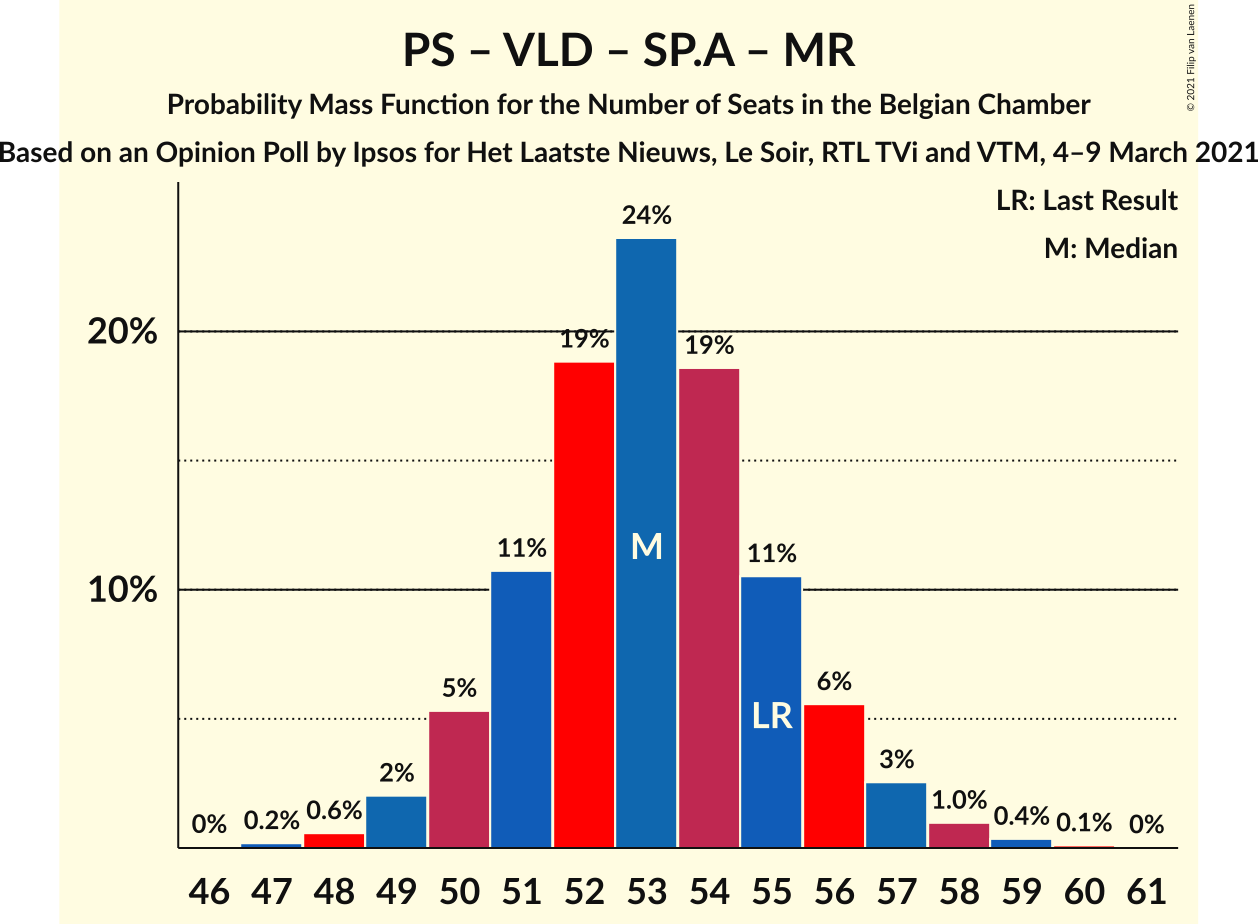 PS – VLD – SP.A – MR
Probability Mass Function for the Number of Seats in the Belgian Chamber
Based on an Opinion Poll by Ipsos for Het Laatste Nieuws, Le Soir, RTL TVi and VTM, 4–9 March 2021
© 2021 Filip van Laenen
LR: Last Result
M: Median
20%
10%
0%
0.2%
0.6%
2%
5%
11%
19%
24%
19%
11%
6%
3%
1.0%
0.4%
0.1%
0%
M
LR
46 47 48 49 50 51 52 53 54 55 56 57 58 59 60 61